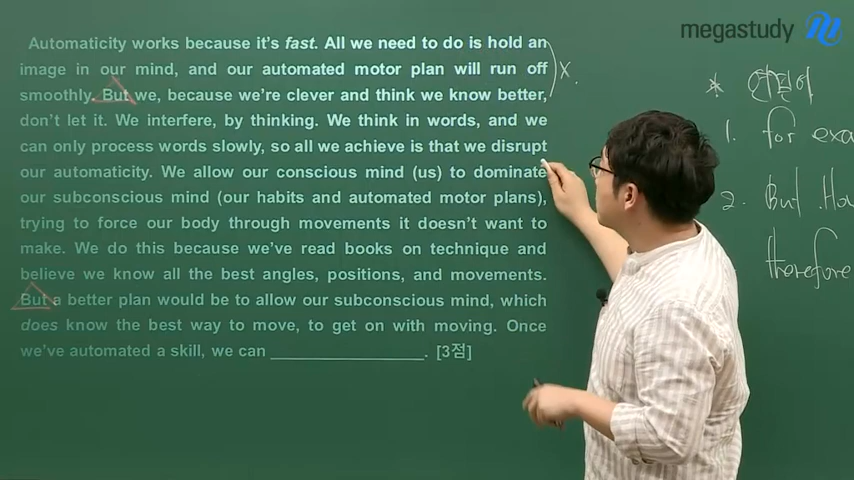 megastudy
Automaticity works because it's fast. All we need to do is hold an
image in our mind, and our automated motor plan will run off
smoothly. But we, because we're clever and think we know better,
don't let it. We interfere, by thinking. We think in words, and we
can only process words slowly, so all we achieve is that we disrupt
our automaticity. We allow our conscious mind (us) to dominate
our subconscious mind (our habits and automated motor plans),
trying to force our body through movements it doesn't want to
make. We do this because we've read books on technique and
believe we know all the best angles, positions, and movements.
But a better plan would be to allow our subconscious mind, which
does know the best way to move, to get on with moving. Once
we've automated a skill, we can ____________________. [3점]
X.
*
1. for exa
2. But. Ho
therefore